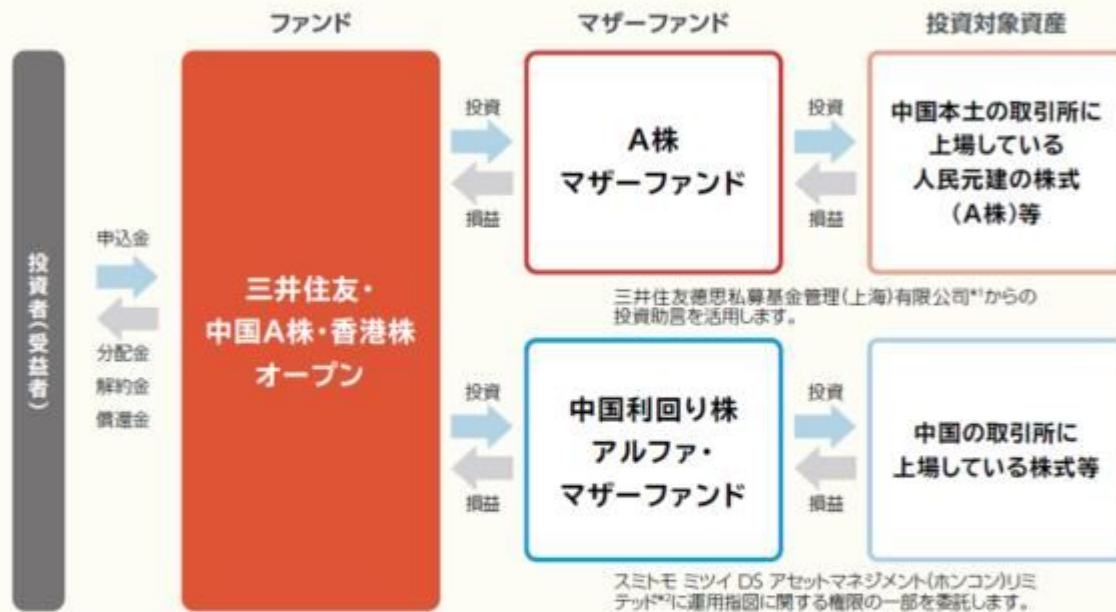 ファンド
マザーファンド
投資対象資産
投資者(受益者)
申込金
分配金
解約金
償還金
三井住友・
中国A株・香港株
オープン
投資
損益
A株
マザーファンド
投資
損益
中国本土の取引所に
上場している
人民元建の株式
(A株)等
三井住友德思私募基金管理(上海)有限公司*1からの
投資助言を活用します。
投資
損益
中国利回り株
アルファ・
マザーファンド
投資
損益
中国の取引所に
上場している株式等
スミトモ ミツイ DS アセットマネジメント(ホンコン)リミ
テッド*2に運用指図に関する権限の一部を委託します。